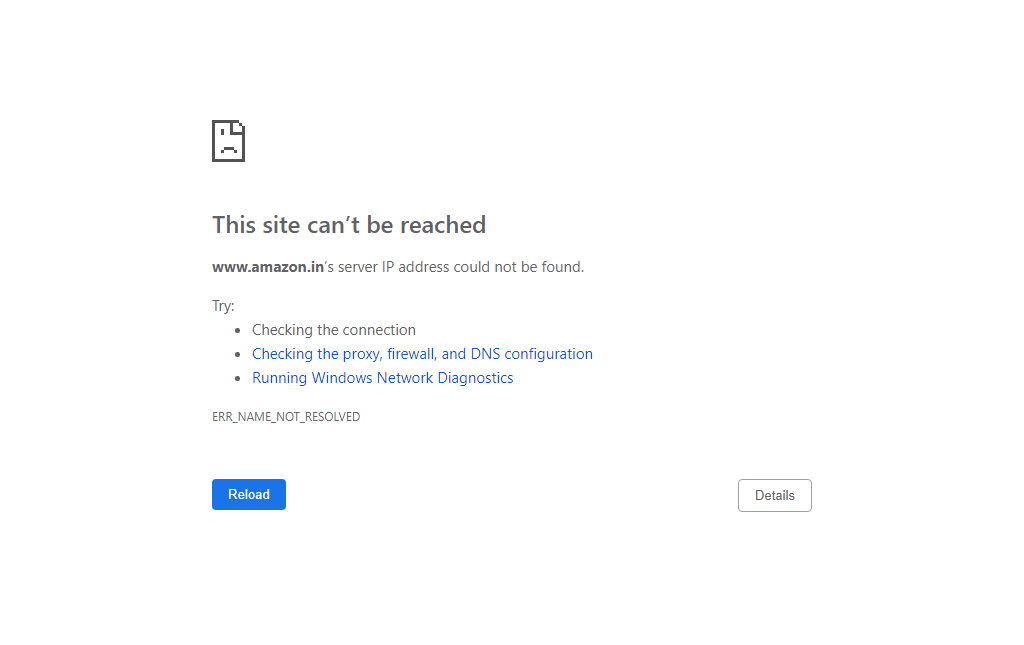 This site can’t be reached
www.amazon.in’s server IP address could not be found.
Try:
• Checking the connection
• Checking the proxy, firewall, and DNS configuration
• Running Windows Network Diagnostics
ERR_NAME_NOT_RESOLVED
Reload
Details